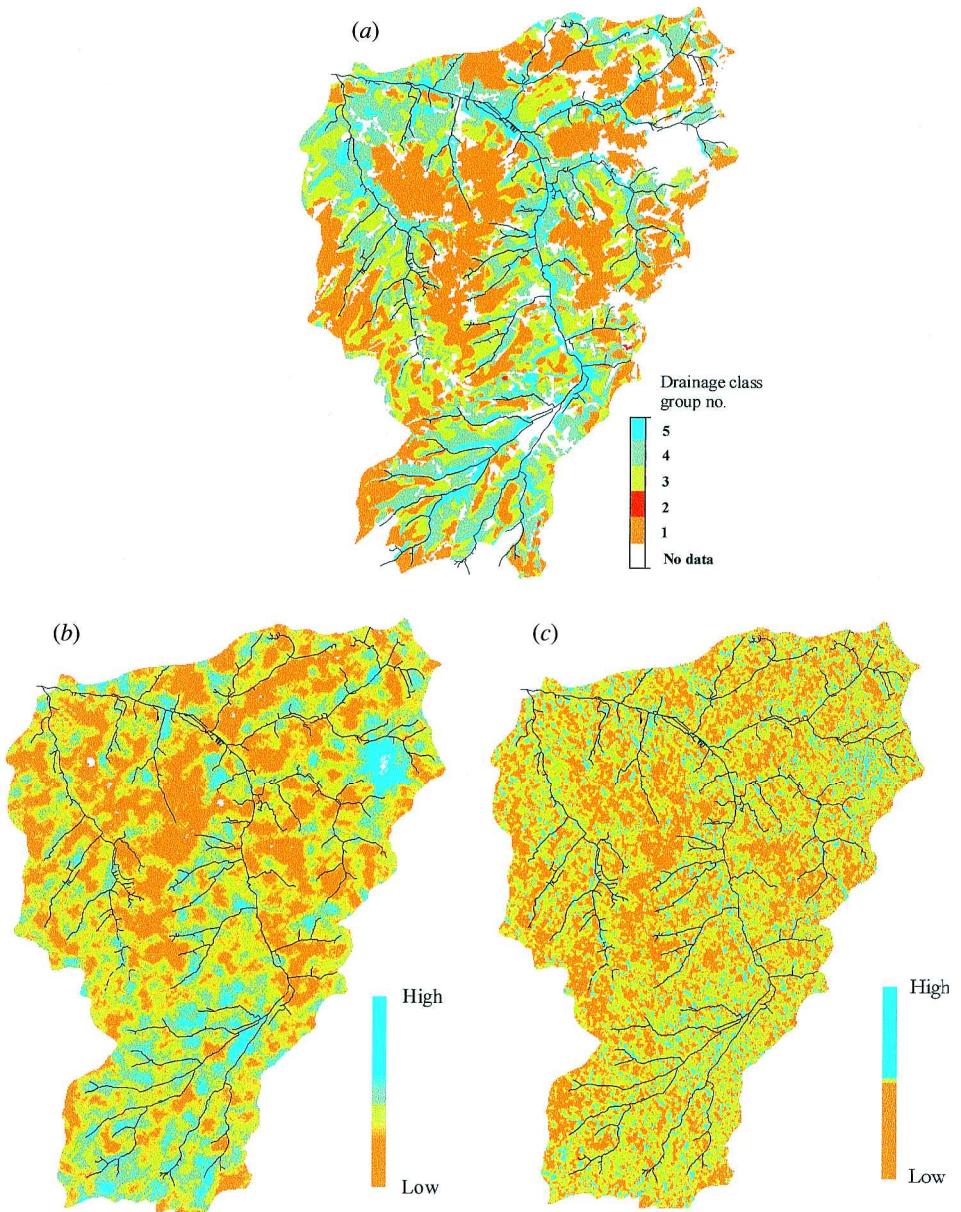 (a)
Drainage class
group no.
5
4
3
2
1
No data
(b)
(c)
High
Low
High
Low